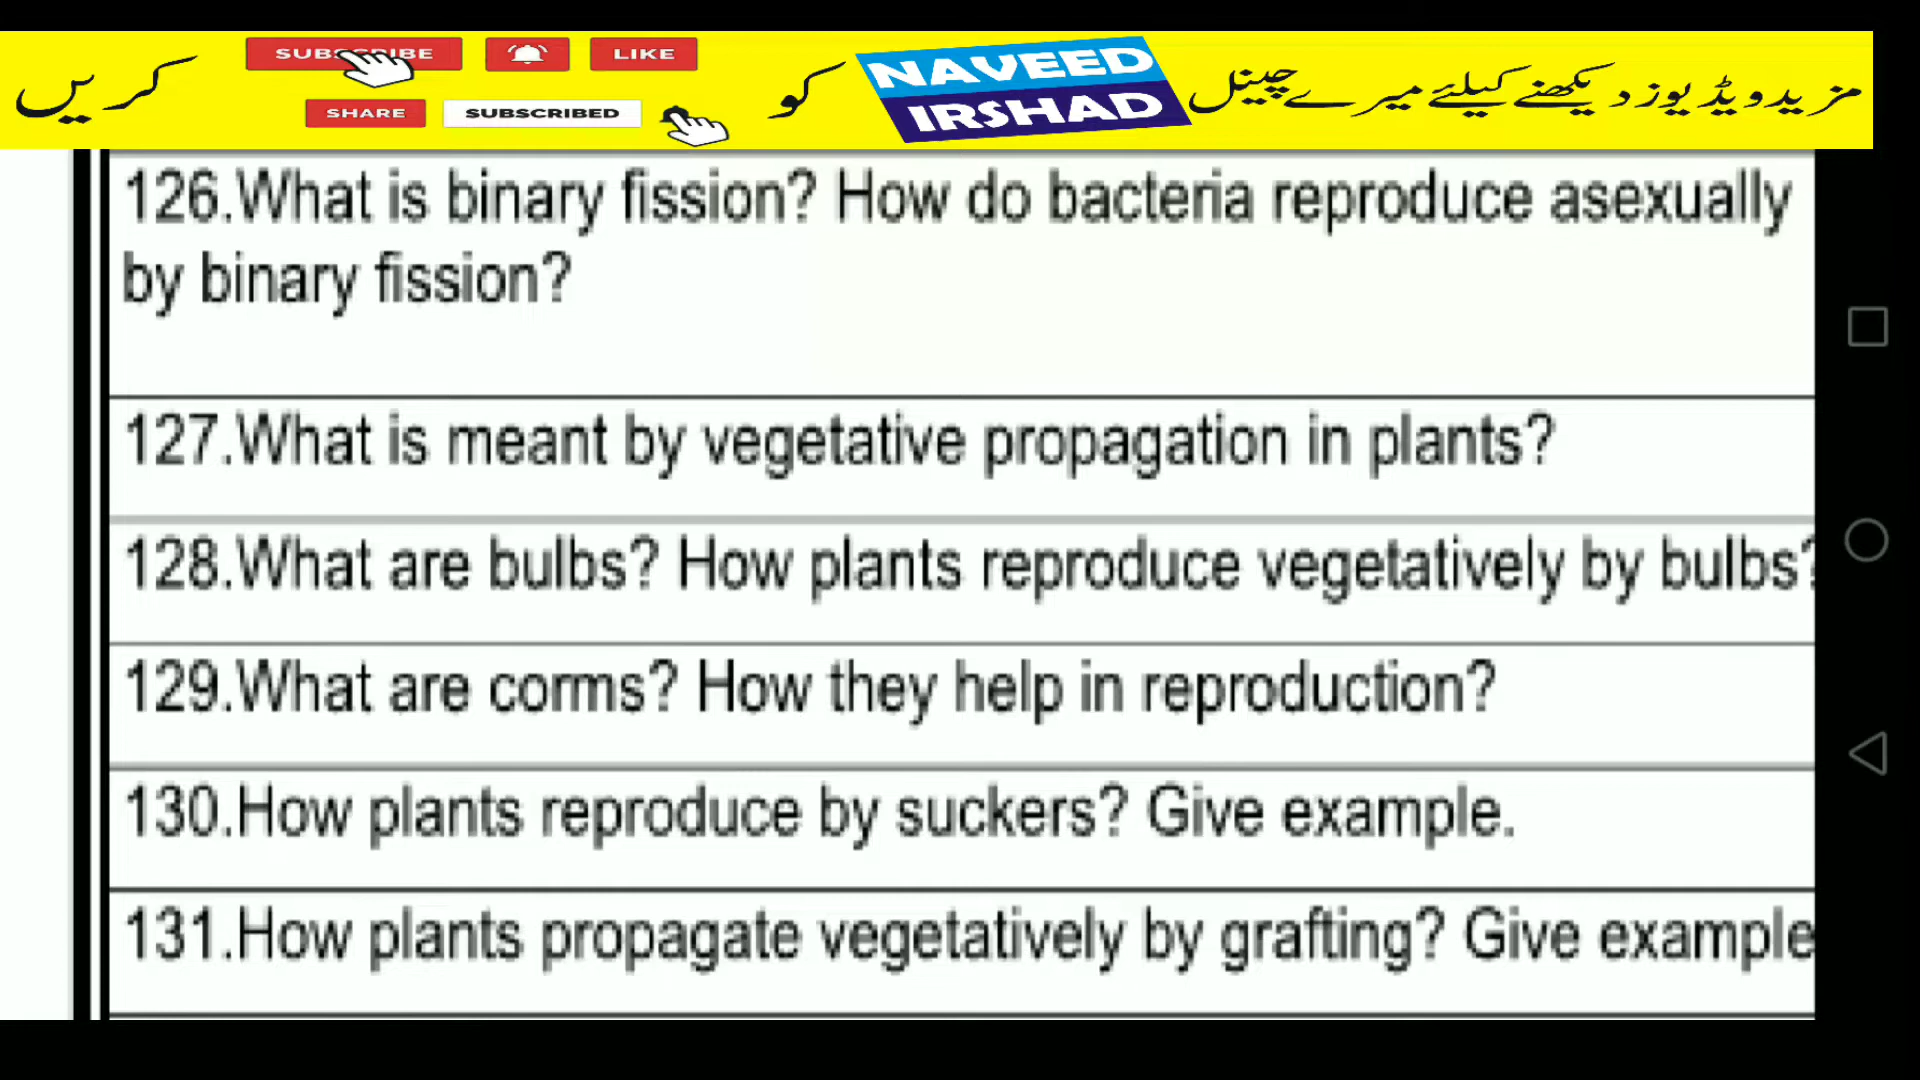 مزید ویڈیوز دیکھنے کیلئے میرے چینل NAVEED IRSHAD کو SUBSCRIBE LIKE SHARE SUBSCRIBED کریں
126.What is binary fission? How do bacteria reproduce asexually
by binary fission?
127.What is meant by vegetative propagation in plants?
128.What are bulbs? How plants reproduce vegetatively by bulbs?
129.What are corms? How they help in reproduction?
130.How plants reproduce by suckers? Give example.
131.How plants propagate vegetatively by grafting? Give example